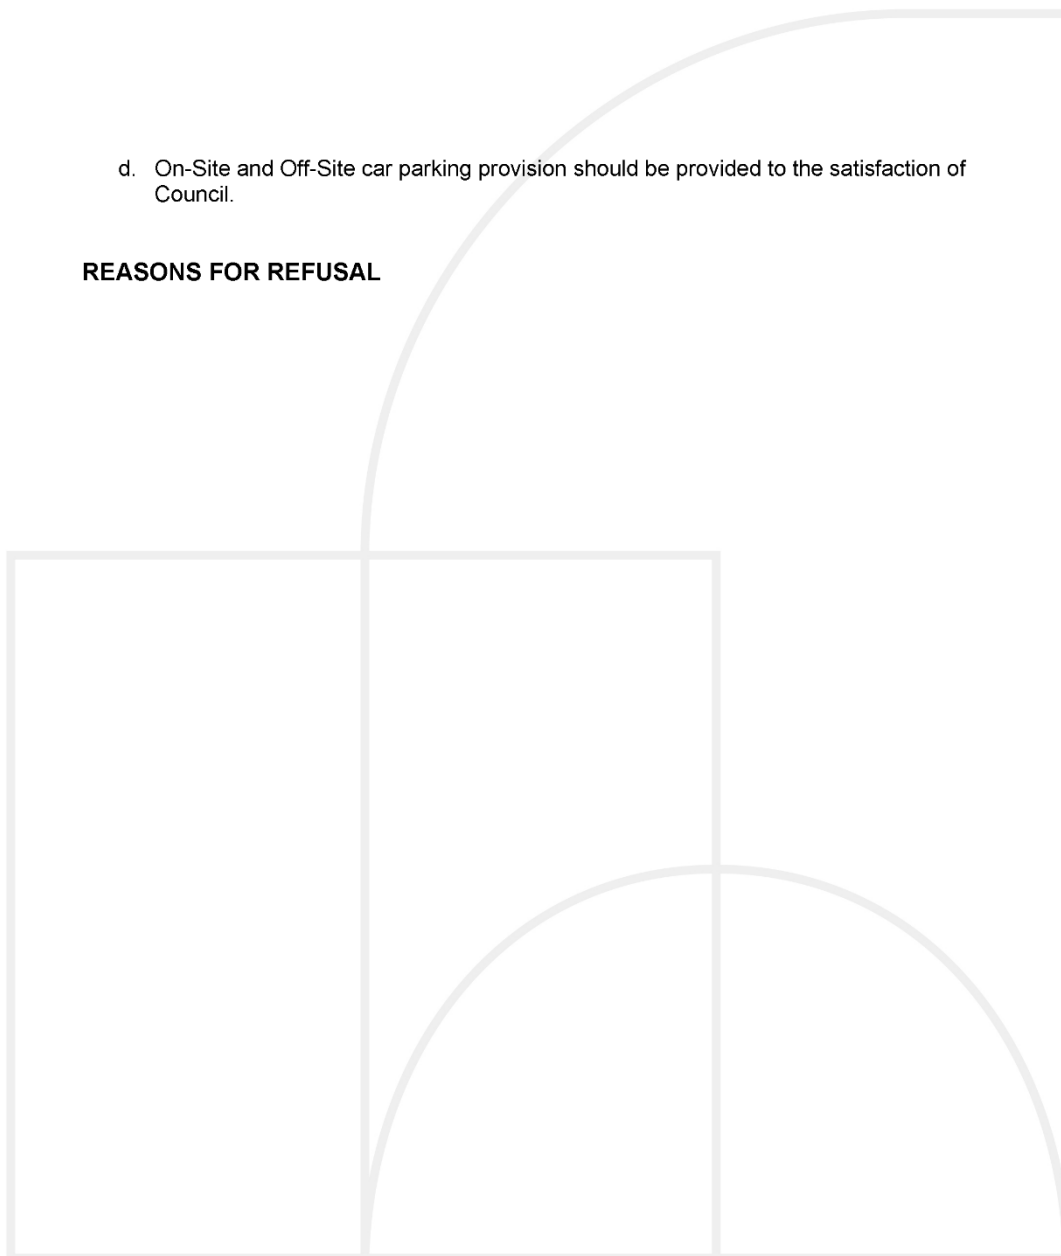 d. On-Site and Off-Site car parking provision should be provided to the satisfaction of
Council.
REASONS FOR REFUSAL